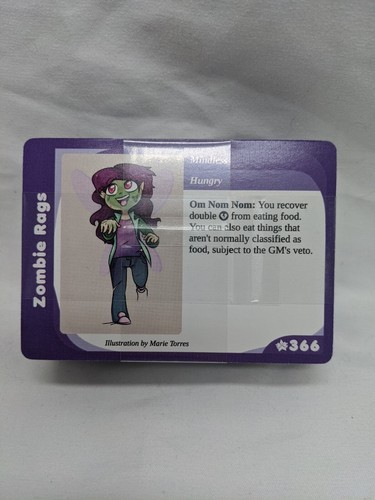 Zombie Rags
Mindless
Hungry
Om Nom Nom: You recover
double from eating food.
You can also eat things that
aren't normally classified as
food, subject to the GM's veto.
Illustration by Marie Torres
366